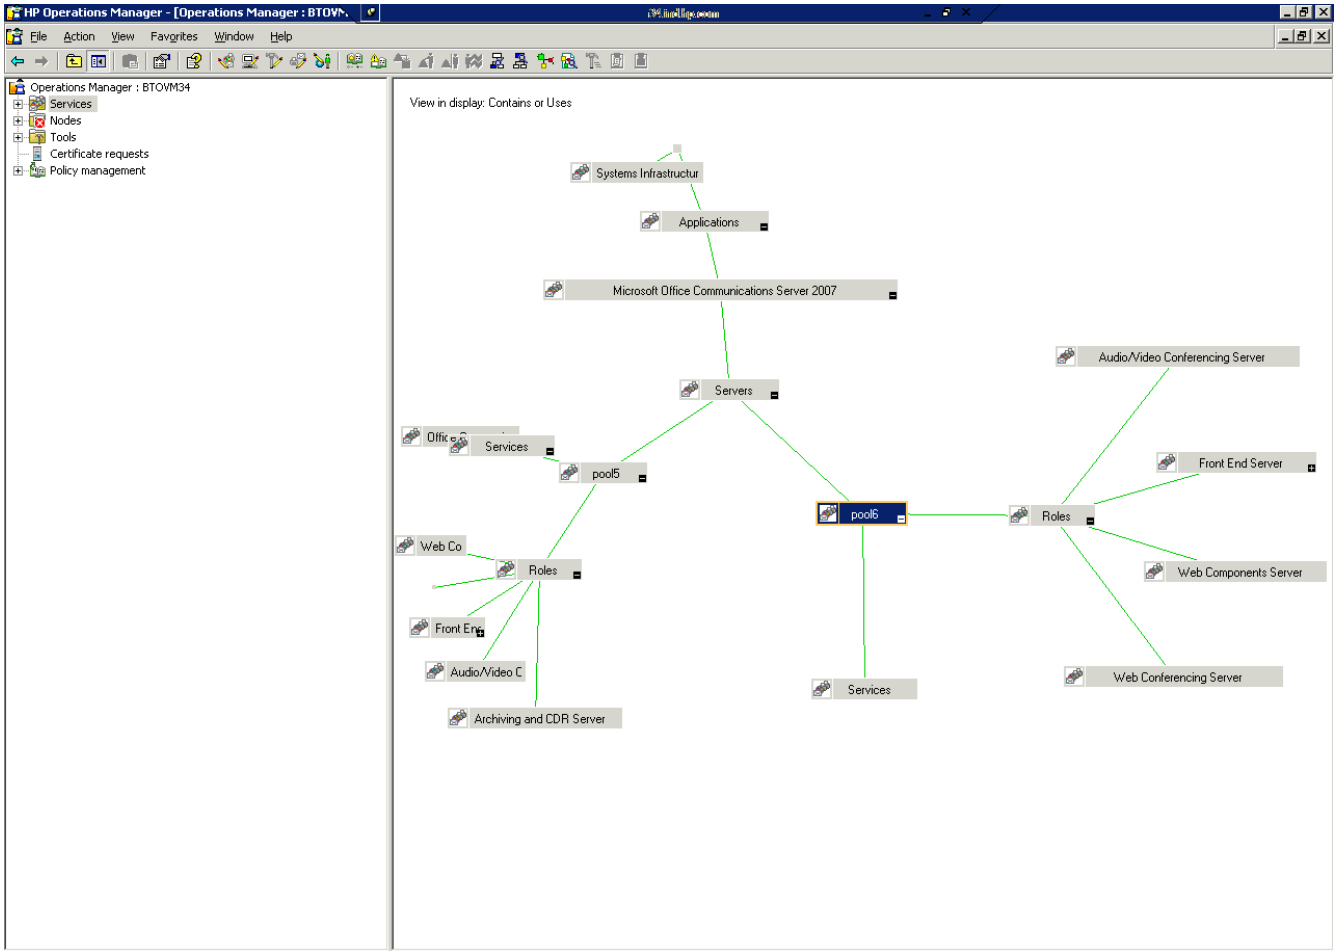 HP Operations Manager - [Operations Manager : BTOVM
File Action View Favorites Window Help
Operations Manager : BTOVM34
Services
Nodes
Tools
Certificate requests
Policy management
View in display: Contains or Uses
Systems Infrastructur
Applications
Microsoft Office Communications Server 2007
Audio/Video Conferencing Server
Servers
Offic
Services
Front End Server
pool5
pool6
Roles
Web Co
Roles
Web Components Server
Front En
Audio/Video C
Web Conferencing Server
Services
Archiving and CDR Server